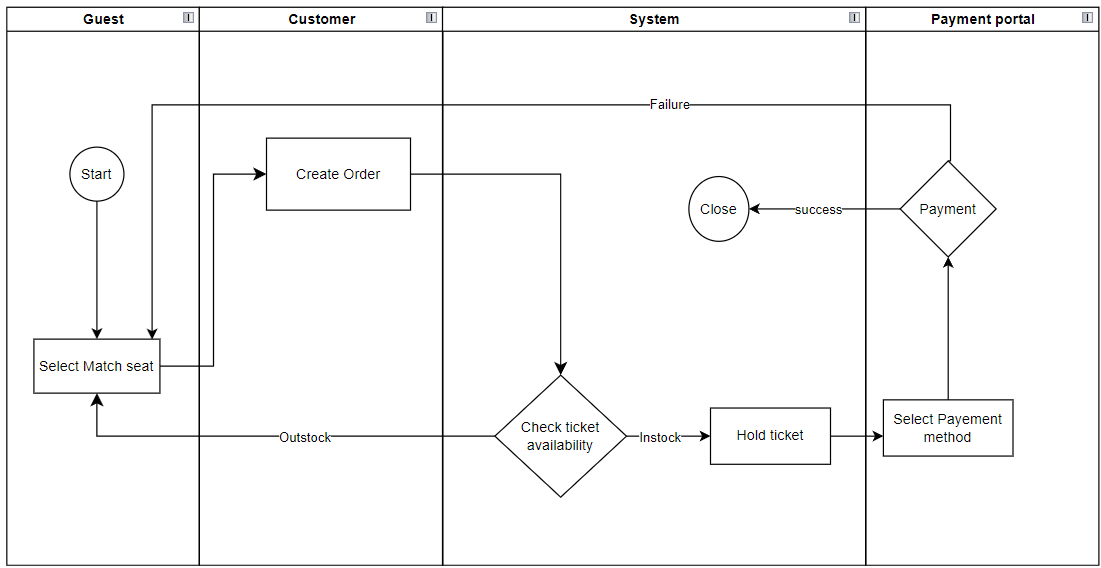 Guest
I
Customer
I
System
I
Payment portal
I
Failure
Start
Create Order
Close
success
Payment
Select Match seat
Check ticket
availability
Outstock
Instock
Hold ticket
Select Payement
method